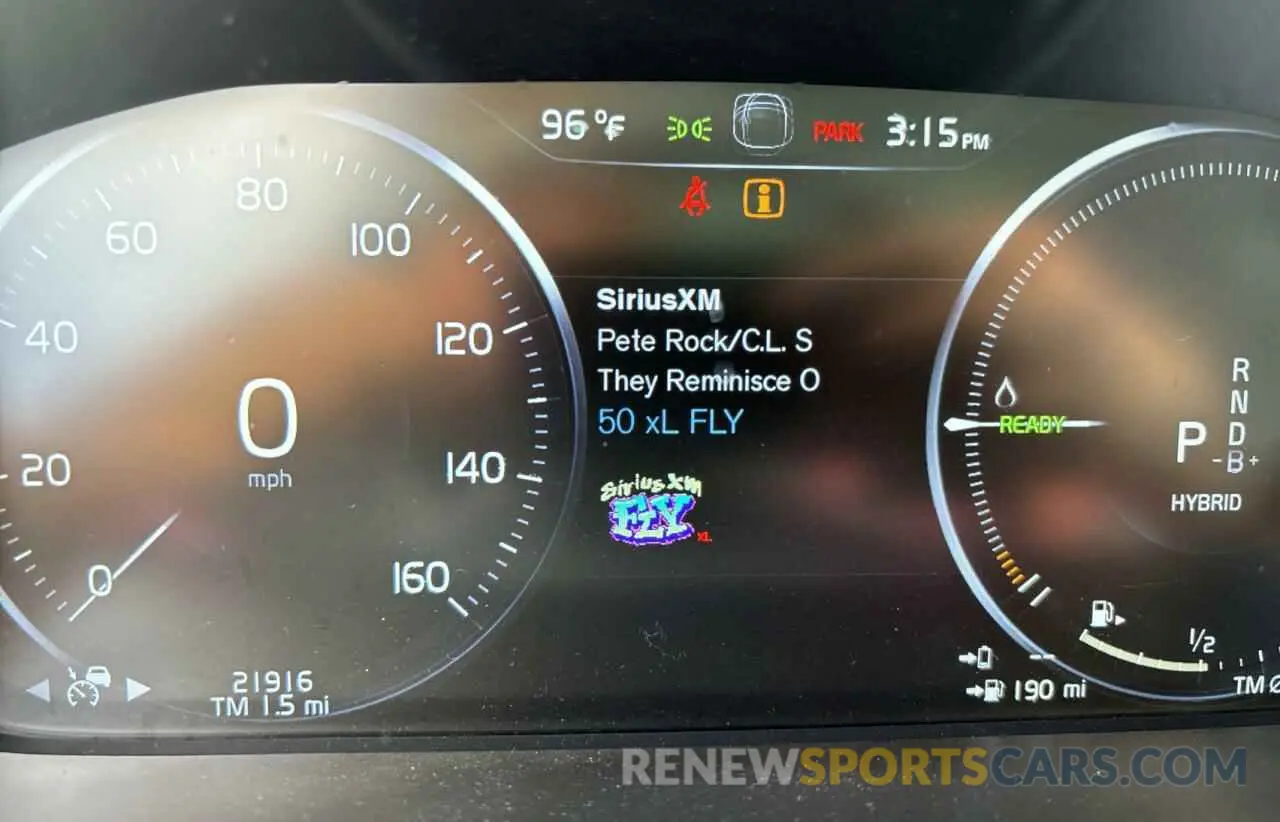 96 °F PARK 3:15 PM
20 40 60 80 100 120 140 160
0
mph
0
SiriusXM
Pete Rock/C.L. S
They Reminisce O
50 xL FLY
SiriusXM
FLY
XL
READY
R
N
P D
-B+
HYBRID
1/2
21916
TM 1.5 mi
--
190 mi
TM
RENEWSPORTSCARS.COM